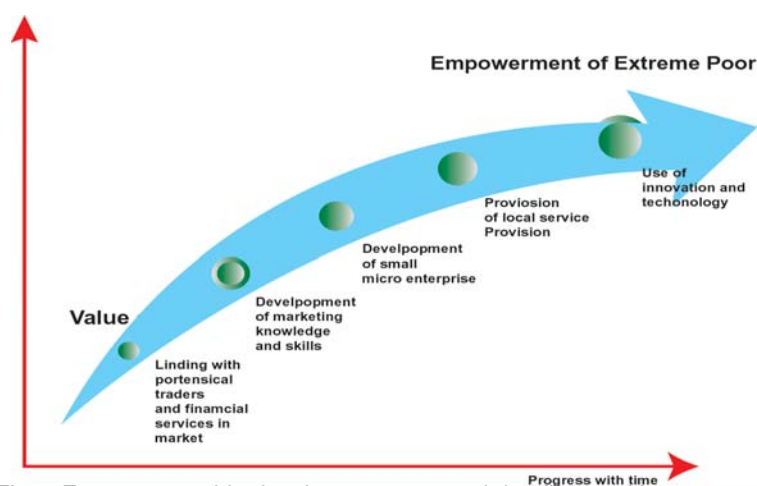 Empowerment of Extreme Poor
Use of
innovation and
techonology
Proviosion
of local service
Provision
Develpopment
of small
micro enterprise
Develpopment
of marketing
knowledge
and skills
Value
Linding with
portensical
traders
and finamcial
services in
market
Progress with time